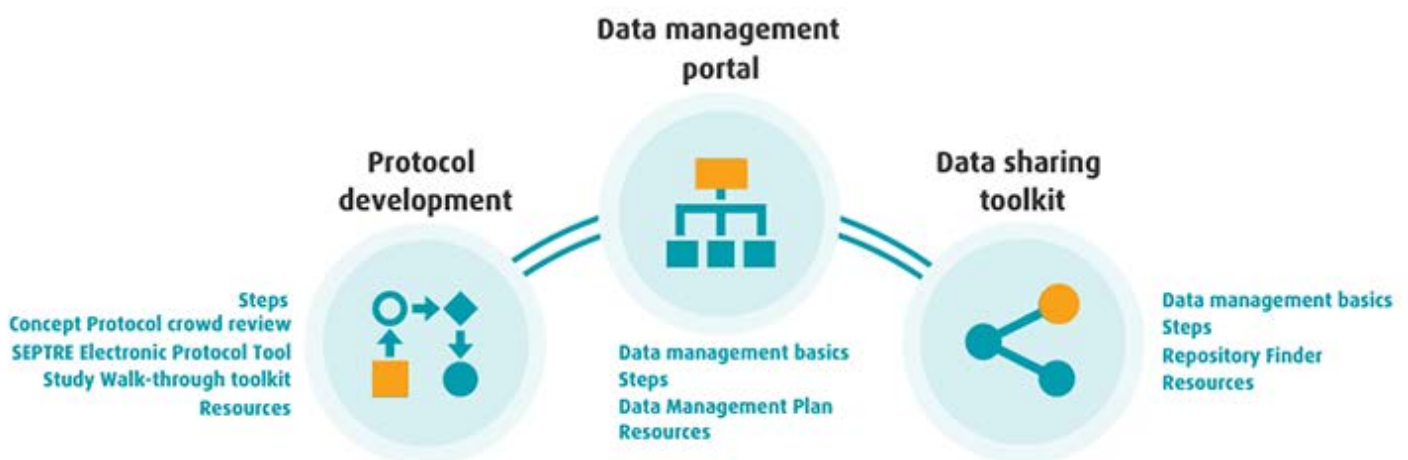 Data management
portal
Protocol
development
Data sharing
toolkit
Steps
Concept Protocol crowd review
SEPTRE Electronic Protocol Tool
Study Walk-through toolkit
Resources
Data management basics
Steps
Data Management Plan
Resources
Data management basics
Steps
Repository Finder
Resources